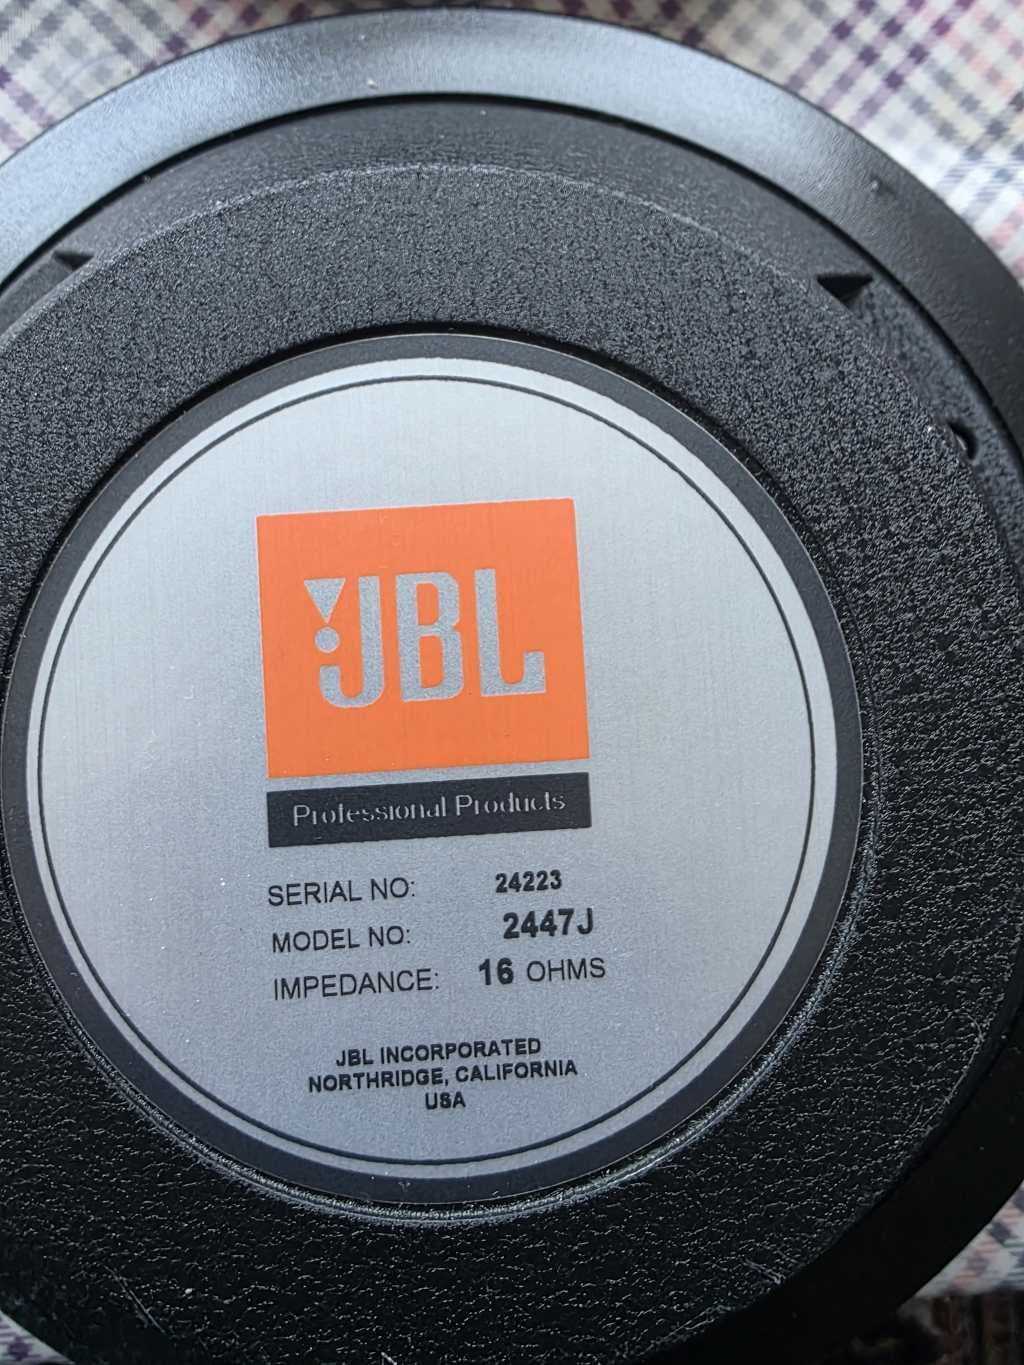 JBL
Professional Products
SERIAL NO: 24223
MODEL NO: 2447J
IMPEDANCE: 16 OHMS
JBL INCORPORATED
NORTHRIDGE, CALIFORNIA
USA